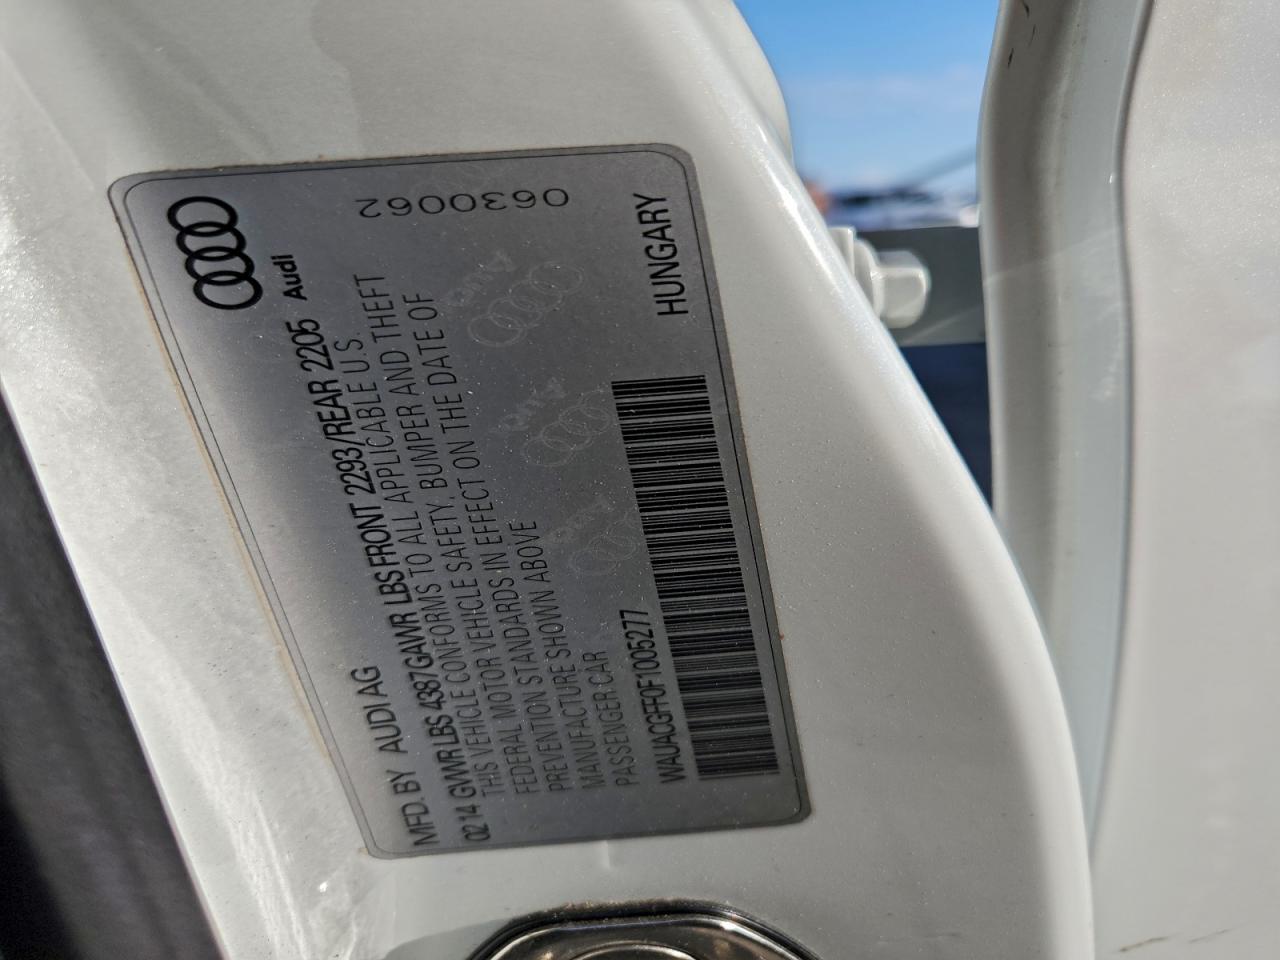 MFD. BY AUDI AG
02 14 GWWR LBS 4387 GAWR LBS FRONT 2293/REAR 2205
THIS VEHICLE CONFORMS TO ALL APPLICABLE U.S.
FEDERAL MOTOR VEHICLE SAFETY, BUMPER AND THEFT
PREVENTION STANDARDS IN EFFECT ON THE DATE OF
MANUFACTURE SHOWN ABOVE
PASSENGER CAR
WAUACGFF0F1005277
HUNGARY
Audi
0630062